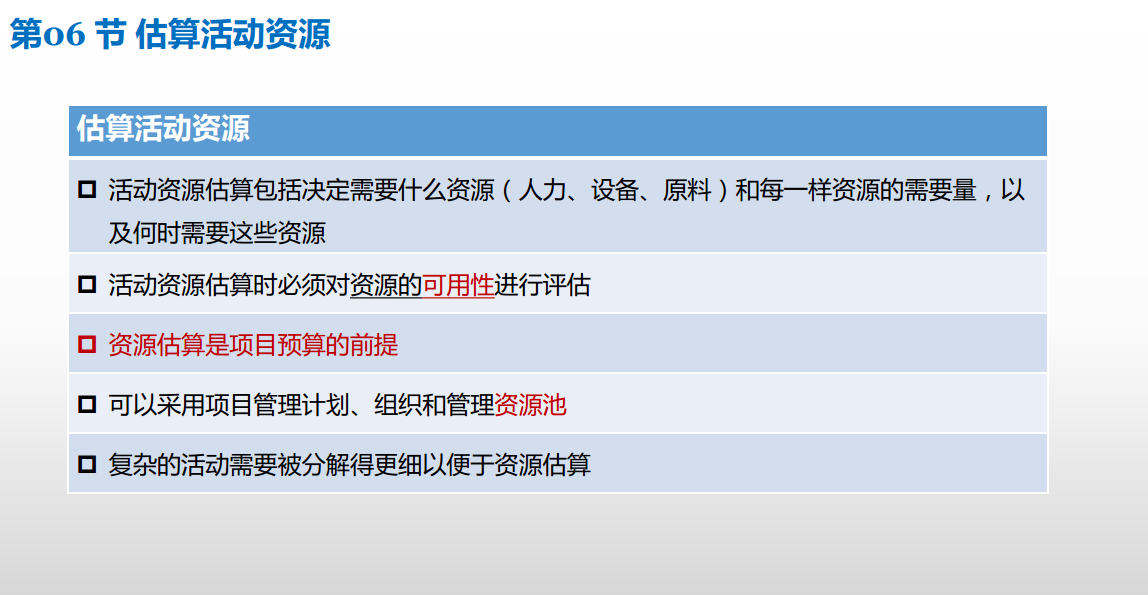 第06 节 估算活动资源
估算活动资源
活动资源估算包括决定需要什么资源（人力、设备、原料）和每一样资源的需要量，以
及何时需要这些资源
活动资源估算时必须对资源的可用性进行评估
资源估算是项目预算的前提
可以采用项目管理计划、组织和管理资源池
复杂的活动需要被分解得更细以便于资源估算